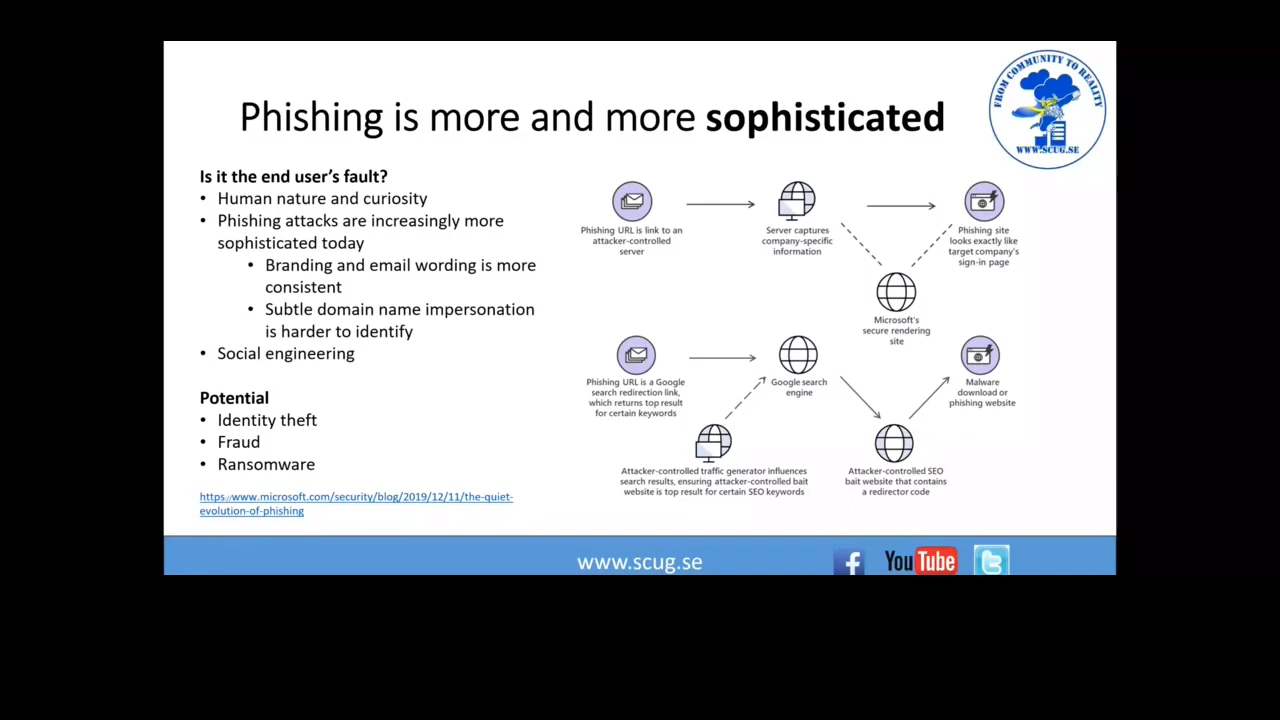 Phishing is more and more sophisticated
FROM COMMUNITY TO REALITY
WWW.SCUG.SE
Is it the end user's fault?
• Human nature and curiosity
• Phishing attacks are increasingly more
sophisticated today
• Branding and email wording is more
consistent
• Subtle domain name impersonation
is harder to identify
• Social engineering
Potential
• Identity theft
• Fraud
• Ransomware
https://www.microsoft.com/security/blog/2019/12/11/the-quiet-
evolution-of-phishing
Phishing URL is link to an
attacker-controlled
server
Server captures
company-specific
information
Phishing site
looks exactly like
target company's
sign-in page
Microsoft's
secure rendering
site
Phishing URL is a Google
search redirection link,
which returns top result
for certain keywords
Google search
engine
Malware
download or
phishing website
Attacker-controlled traffic generator influences
search results, ensuring attacker-controlled bait
website is top result for certain SEO keywords
Attacker-controlled SEO
bait website that contains
a redirector code
www.scug.se
f
YouTube